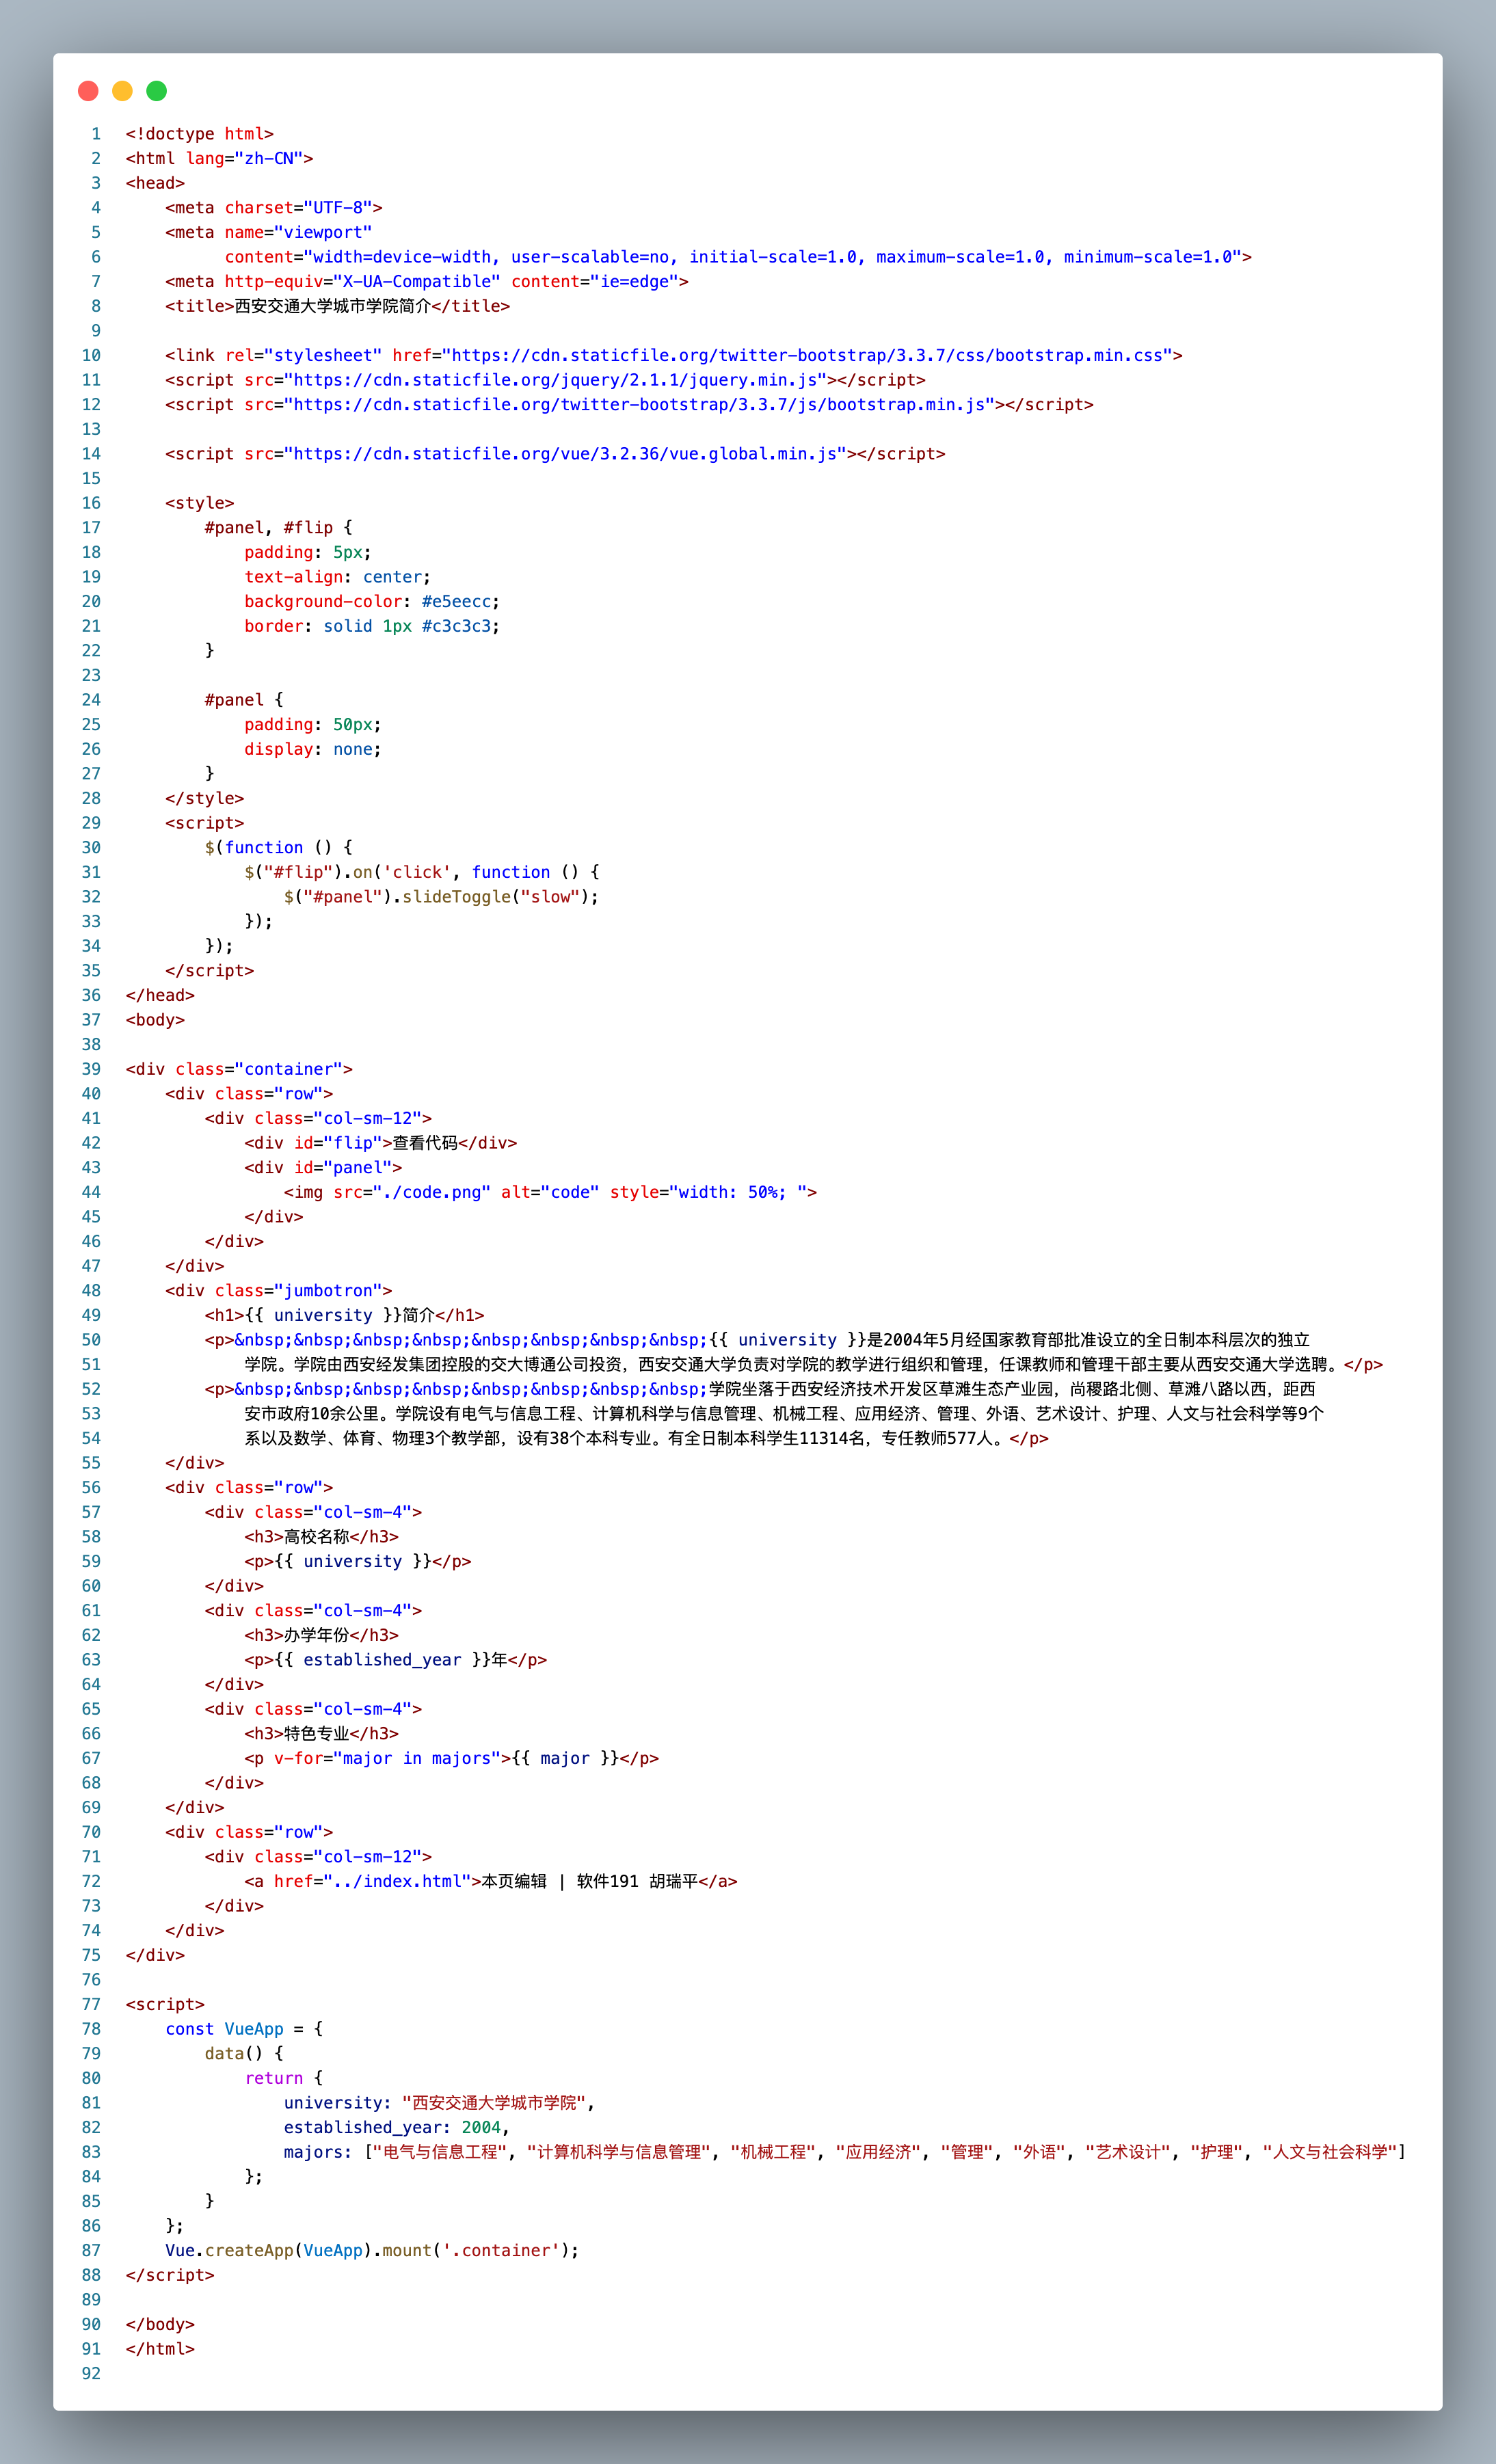 1 <!doctype html>
2 <html lang="zh-CN">
3 <head>
4     <meta charset="UTF-8">
5     <meta name="viewport"
6           content="width=device-width, user-scalable=no, initial-scale=1.0, maximum-scale=1.0, minimum-scale=1.0">
7     <meta http-equiv="X-UA-Compatible" content="ie=edge">
8     <title>西安交通大学城市学院简介</title>
9
10     <link rel="stylesheet" href="https://cdn.staticfile.org/twitter-bootstrap/3.3.7/css/bootstrap.min.css">
11     <script src="https://cdn.staticfile.org/jquery/2.1.1/jquery.min.js"></script>
12     <script src="https://cdn.staticfile.org/twitter-bootstrap/3.3.7/js/bootstrap.min.js"></script>
13
14     <script src="https://cdn.staticfile.org/vue/3.2.36/vue.global.min.js"></script>
15
16     <style>
17         #panel, #flip {
18             padding: 5px;
19             text-align: center;
20             background-color: #e5eecc;
21             border: solid 1px #c3c3c3;
22         }
23
24         #panel {
25             padding: 50px;
26             display: none;
27         }
28     </style>
29     <script>
30         $(function () {
31             $("#flip").on('click', function () {
32                 $("#panel").slideToggle("slow");
33             });
34         });
35     </script>
36 </head>
37 <body>
38
39 <div class="container">
40     <div class="row">
41         <div class="col-sm-12">
42             <div id="flip">查看代码</div>
43             <div id="panel">
44                 <img src="./code.png" alt="code" style="width: 50%; ">
45             </div>
46         </div>
47     </div>
48     <div class="jumbotron">
49         <h1>{{ university }}简介</h1>
50         <p>&nbsp;&nbsp;&nbsp;&nbsp;&nbsp;&nbsp;&nbsp;&nbsp;{{ university }}是2004年5月经国家教育部批准设立的全日制本科层次的独立
51             学院。学院由西安经发集团控股的交大博通公司投资，西安交通大学负责对学院的教学进行组织和管理，任课教师和管理干部主要从西安交通大学选聘。</p>
52         <p>&nbsp;&nbsp;&nbsp;&nbsp;&nbsp;&nbsp;&nbsp;&nbsp;学院坐落于西安经济技术开发区草滩生态产业园，尚稷路北侧、草滩八路以西，距西
53             安市政府10余公里。学院设有电气与信息工程、计算机科学与信息管理、机械工程、应用经济、管理、外语、艺术设计、护理、人文与社会科学等9个
54             系以及数学、体育、物理3个教学部，设有38个本科专业。有全日制本科学生11314名，专任教师577人。</p>
55     </div>
56     <div class="row">
57         <div class="col-sm-4">
58             <h3>高校名称</h3>
59             <p>{{ university }}</p>
60         </div>
61         <div class="col-sm-4">
62             <h3>办学年份</h3>
63             <p>{{ established_year }}年</p>
64         </div>
65         <div class="col-sm-4">
66             <h3>特色专业</h3>
67             <p v-for="major in majors">{{ major }}</p>
68         </div>
69     </div>
70     <div class="row">
71         <div class="col-sm-12">
72             <a href="../index.html">本页编辑 | 软件191 胡瑞平</a>
73         </div>
74     </div>
75 </div>
76
77 <script>
78     const VueApp = {
79         data() {
80             return {
81                 university: "西安交通大学城市学院",
82                 established_year: 2004,
83                 majors: ["电气与信息工程", "计算机科学与信息管理", "机械工程", "应用经济", "管理", "外语", "艺术设计", "护理", "人文与社会科学"]
84             };
85         }
86     };
87     Vue.createApp(VueApp).mount('.container');
88 </script>
89
90 </body>
91 </html>
92